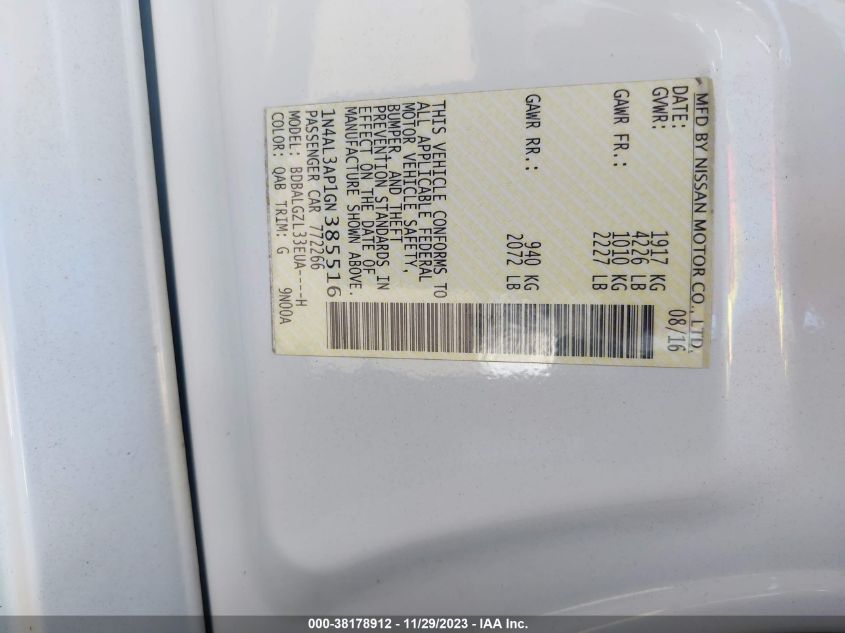 MFD BY NISSAN MOTOR CO., LTD.
DATE: 08/16
GVWR: 1917 KG
4226 LB
GAWR FR.: 1010 KG
2227 LB
GAWR RR.: 940 KG
2072 LB
THIS VEHICLE CONFORMS TO
ALL APPLICABLE FEDERAL
MOTOR VEHICLE SAFETY,
BUMPER, AND THEFT
PREVENTION STANDARDS IN
EFFECT ON THE DATE OF
MANUFACTURE SHOWN ABOVE.
1N4AL3AP1GN385516
PASSENGER CAR 772266
MODEL: BDBALGZL33EUA----H
COLOR: QAB TRIM: G 9N00A
000-38178912 - 11/29/2023 - IAA Inc.